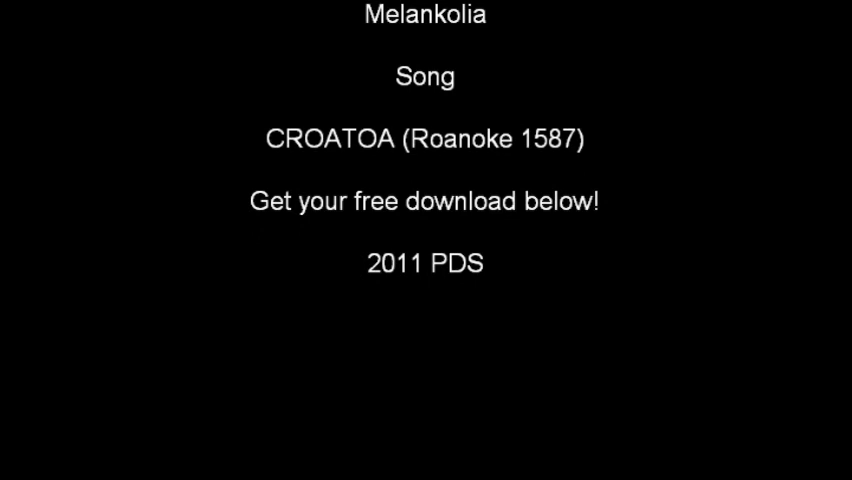 Melankolia
Song
CROATOA (Roanoke 1587)
Get your free download below!
2011 PDS